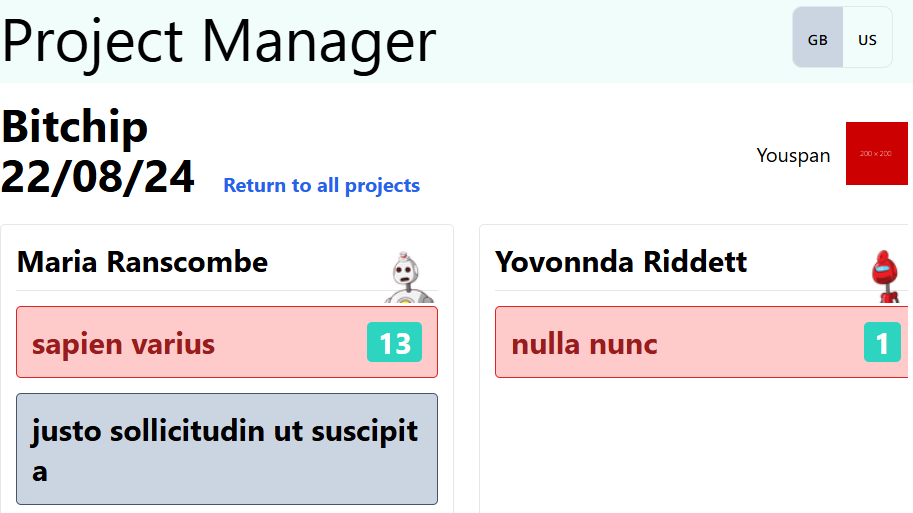 Project Manager
GB US
Bitchip
22/08/24 Return to all projects
Youspan
200 × 200
Maria Ranscombe
sapien varius 13
justo sollicitudin ut suscipit
a
Yovonnda Riddett
nulla nunc 1